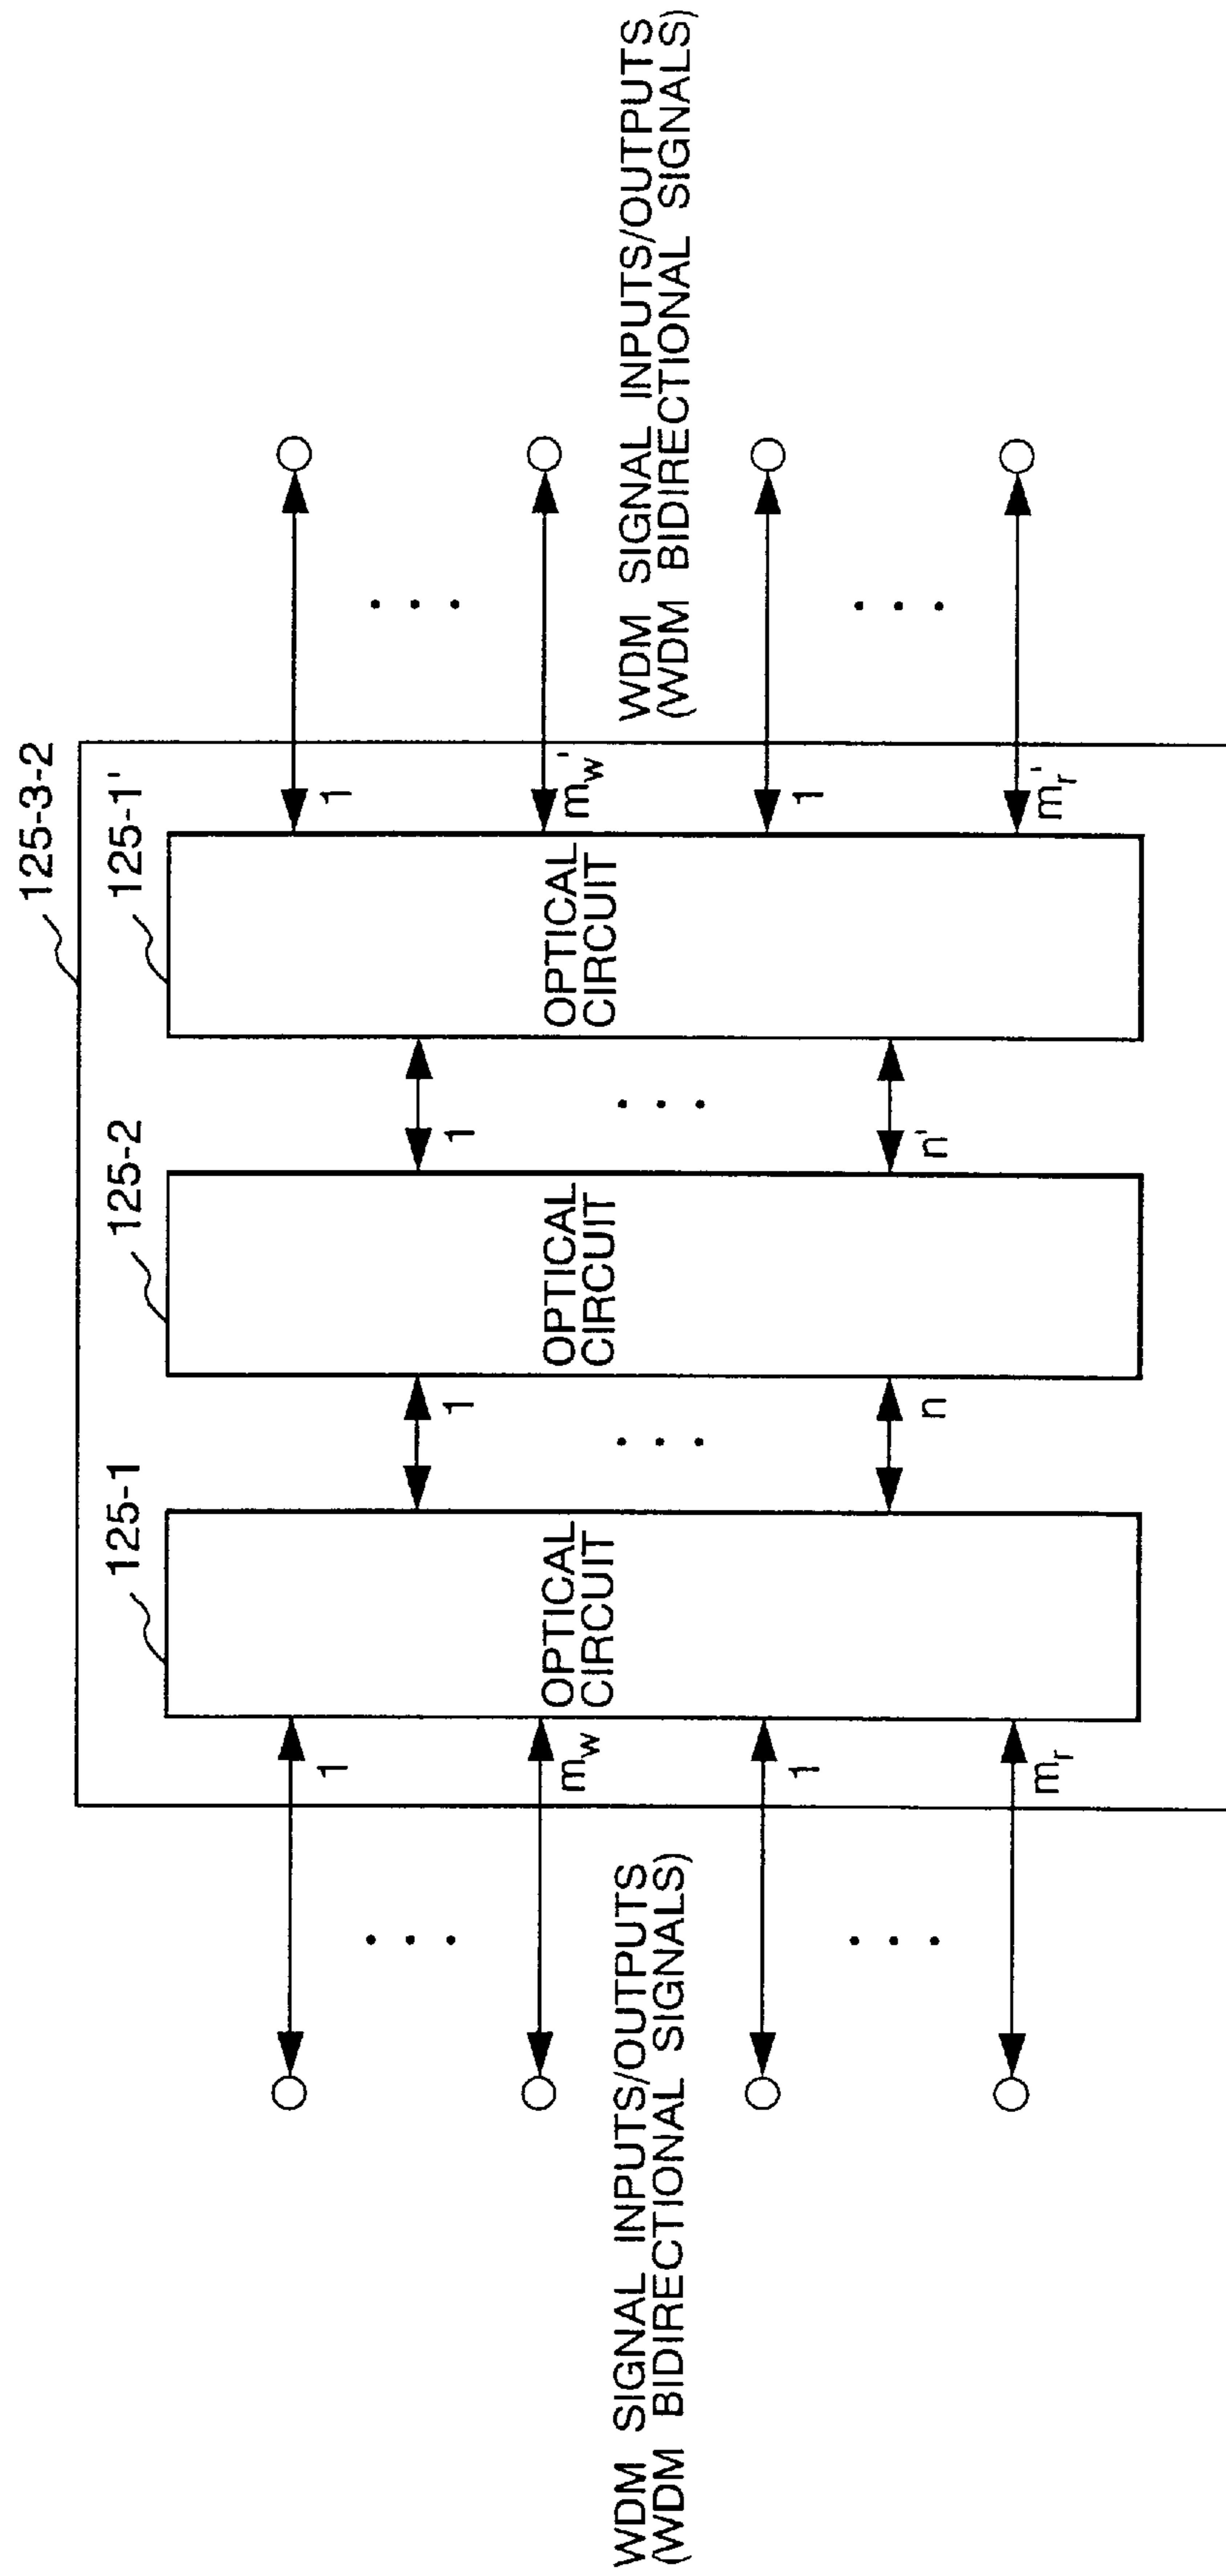 125-3-2
125-1
125-2
125-1'
OPTICAL
CIRCUIT
OPTICAL
CIRCUIT
OPTICAL
CIRCUIT
1
m_w
1
m_r
1
n
1
n'
1
m_w'
1
m_r'
WDM SIGNAL INPUTS/OUTPUTS
(WDM BIDIRECTIONAL SIGNALS)
WDM SIGNAL INPUTS/OUTPUTS
(WDM BIDIRECTIONAL SIGNALS)